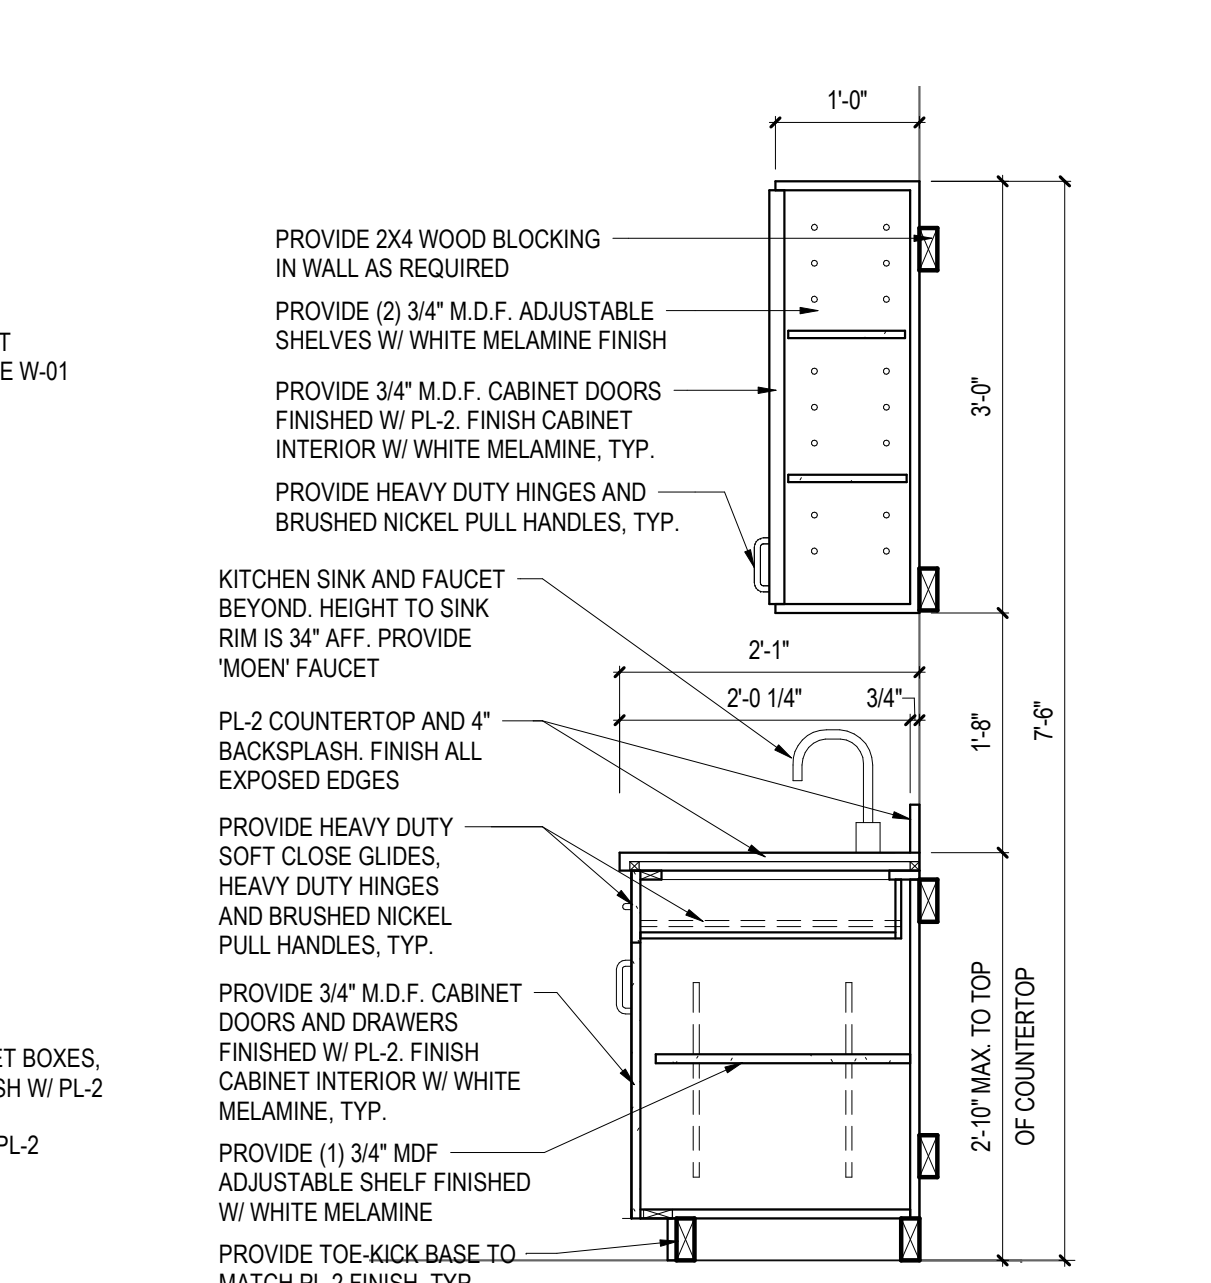 1'-0"
PROVIDE 2X4 WOOD BLOCKING
IN WALL AS REQUIRED
PROVIDE (2) 3/4" M.D.F. ADJUSTABLE
SHELVES W/ WHITE MELAMINE FINISH
PROVIDE 3/4" M.D.F. CABINET DOORS
FINISHED W/ PL-2. FINISH CABINET
INTERIOR W/ WHITE MELAMINE, TYP.
PROVIDE HEAVY DUTY HINGES AND
BRUSHED NICKEL PULL HANDLES, TYP.
KITCHEN SINK AND FAUCET
BEYOND. HEIGHT TO SINK
RIM IS 34" AFF. PROVIDE
'MOEN' FAUCET
PL-2 COUNTERTOP AND 4"
BACKSPLASH. FINISH ALL
EXPOSED EDGES
PROVIDE HEAVY DUTY
SOFT CLOSE GLIDES,
HEAVY DUTY HINGES
AND BRUSHED NICKEL
PULL HANDLES, TYP.
PROVIDE 3/4" M.D.F. CABINET
DOORS AND DRAWERS
FINISHED W/ PL-2. FINISH
CABINET INTERIOR W/ WHITE
MELAMINE, TYP.
PROVIDE (1) 3/4" MDF
ADJUSTABLE SHELF FINISHED
W/ WHITE MELAMINE
PROVIDE TOE-KICK BASE TO
MATCH PL-2 FINISH, TYP.
2'-1"
2'-0 1/4"
3/4"
3'-0"
1'-8"
7'-6"
2'-10" MAX. TO TOP
OF COUNTERTOP
T
E W-01
ET BOXES,
SH W/ PL-2
PL-2